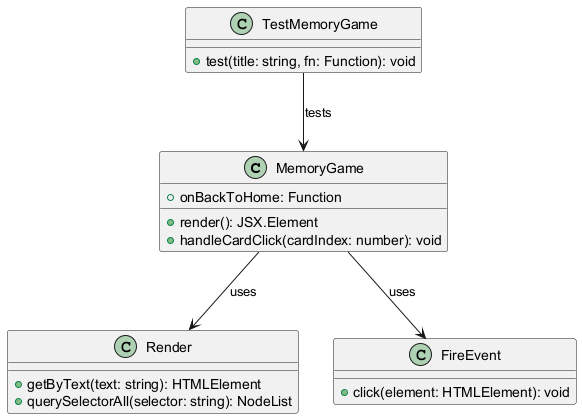 C TestMemoryGame
test(title: string, fn: Function): void
tests
C MemoryGame
onBackToHome: Function
render(): JSX.Element
handleCardClick(cardIndex: number): void
uses
uses
C Render
getByText(text: string): HTMLElement
querySelectorAll(selector: string): NodeList
C FireEvent
click(element: HTMLElement): void